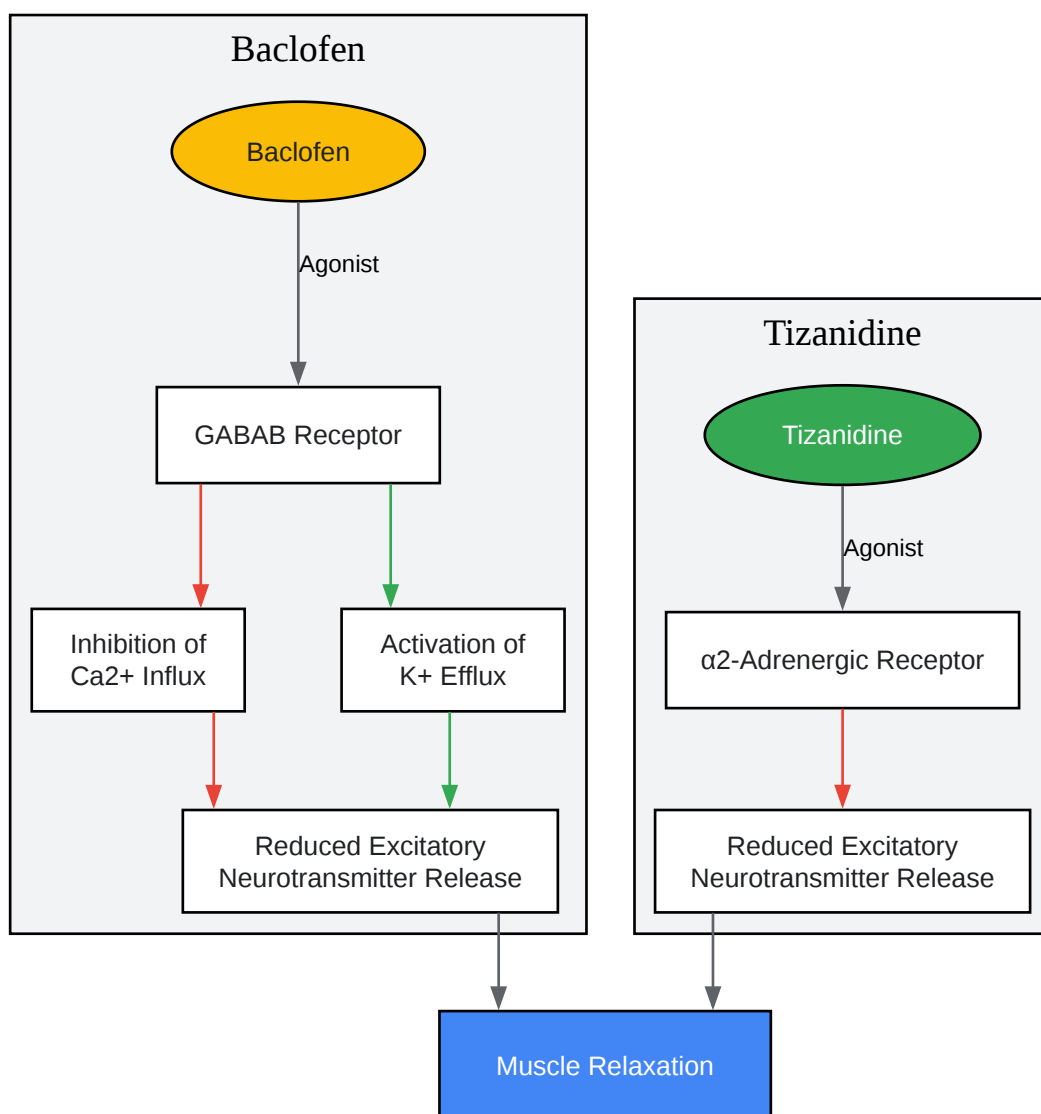 Baclofen
Baclofen
Agonist
GABAB Receptor
Inhibition of
Ca2+ Influx
Activation of
K+ Efflux
Reduced Excitatory
Neurotransmitter Release
Tizanidine
Tizanidine
Agonist
α2-Adrenergic Receptor
Reduced Excitatory
Neurotransmitter Release
Muscle Relaxation